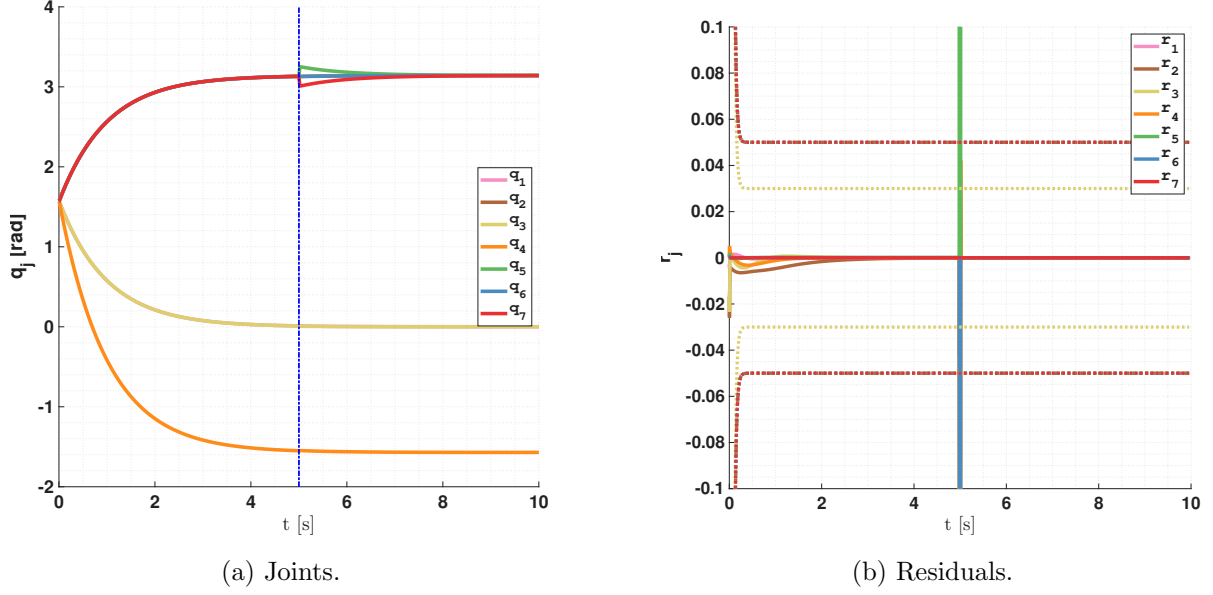 4
3
2
1
0
-1
-2
q_j [rad]
0
2
4
6
8
10
t [s]
q_1
q_2
q_3
q_4
q_5
q_6
q_7
(a) Joints.
0.1
0.08
0.06
0.04
0.02
0
-0.02
-0.04
-0.06
-0.08
-0.1
r_j
0
2
4
6
8
10
t [s]
r_1
r_2
r_3
r_4
r_5
r_6
r_7
(b) Residuals.